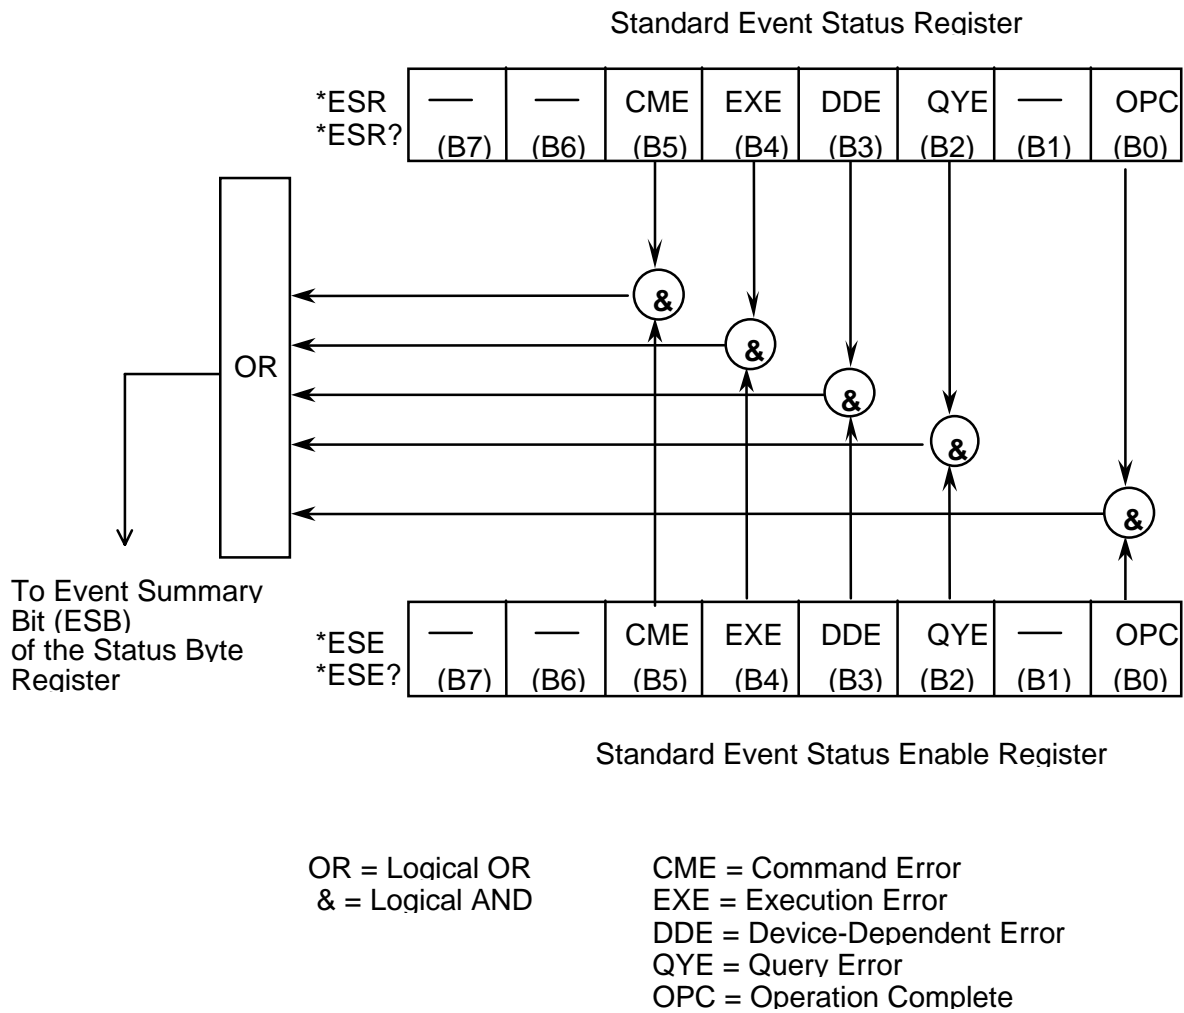 Standard Event Status Register
*ESR — — CME EXE DDE QYE — OPC
*ESR? (B7) (B6) (B5) (B4) (B3) (B2) (B1) (B0)
&
&
OR
&
&
&
To Event Summary
Bit (ESB)
of the Status Byte
Register
*ESE — — CME EXE DDE QYE — OPC
*ESE? (B7) (B6) (B5) (B4) (B3) (B2) (B1) (B0)
Standard Event Status Enable Register
OR = Logical OR
& = Logical AND
CME = Command Error
EXE = Execution Error
DDE = Device-Dependent Error
QYE = Query Error
OPC = Operation Complete